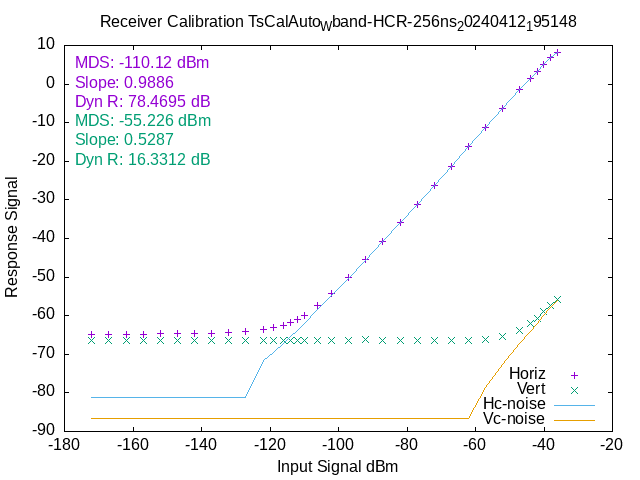 Receiver Calibration TsCalAutoWband-HCR-256ns20240412195148
10
0
-10
-20
-30
-40
-50
-60
-70
-80
-90
MDS: -110.12 dBm
Slope: 0.9886
Dyn R: 78.4695 dB
MDS: -55.226 dBm
Slope: 0.5287
Dyn R: 16.3312 dB
Response Signal
Horiz
Vert
Hc-noise
Vc-noise
-180 -160 -140 -120 -100 -80 -60 -40 -20
Input Signal dBm